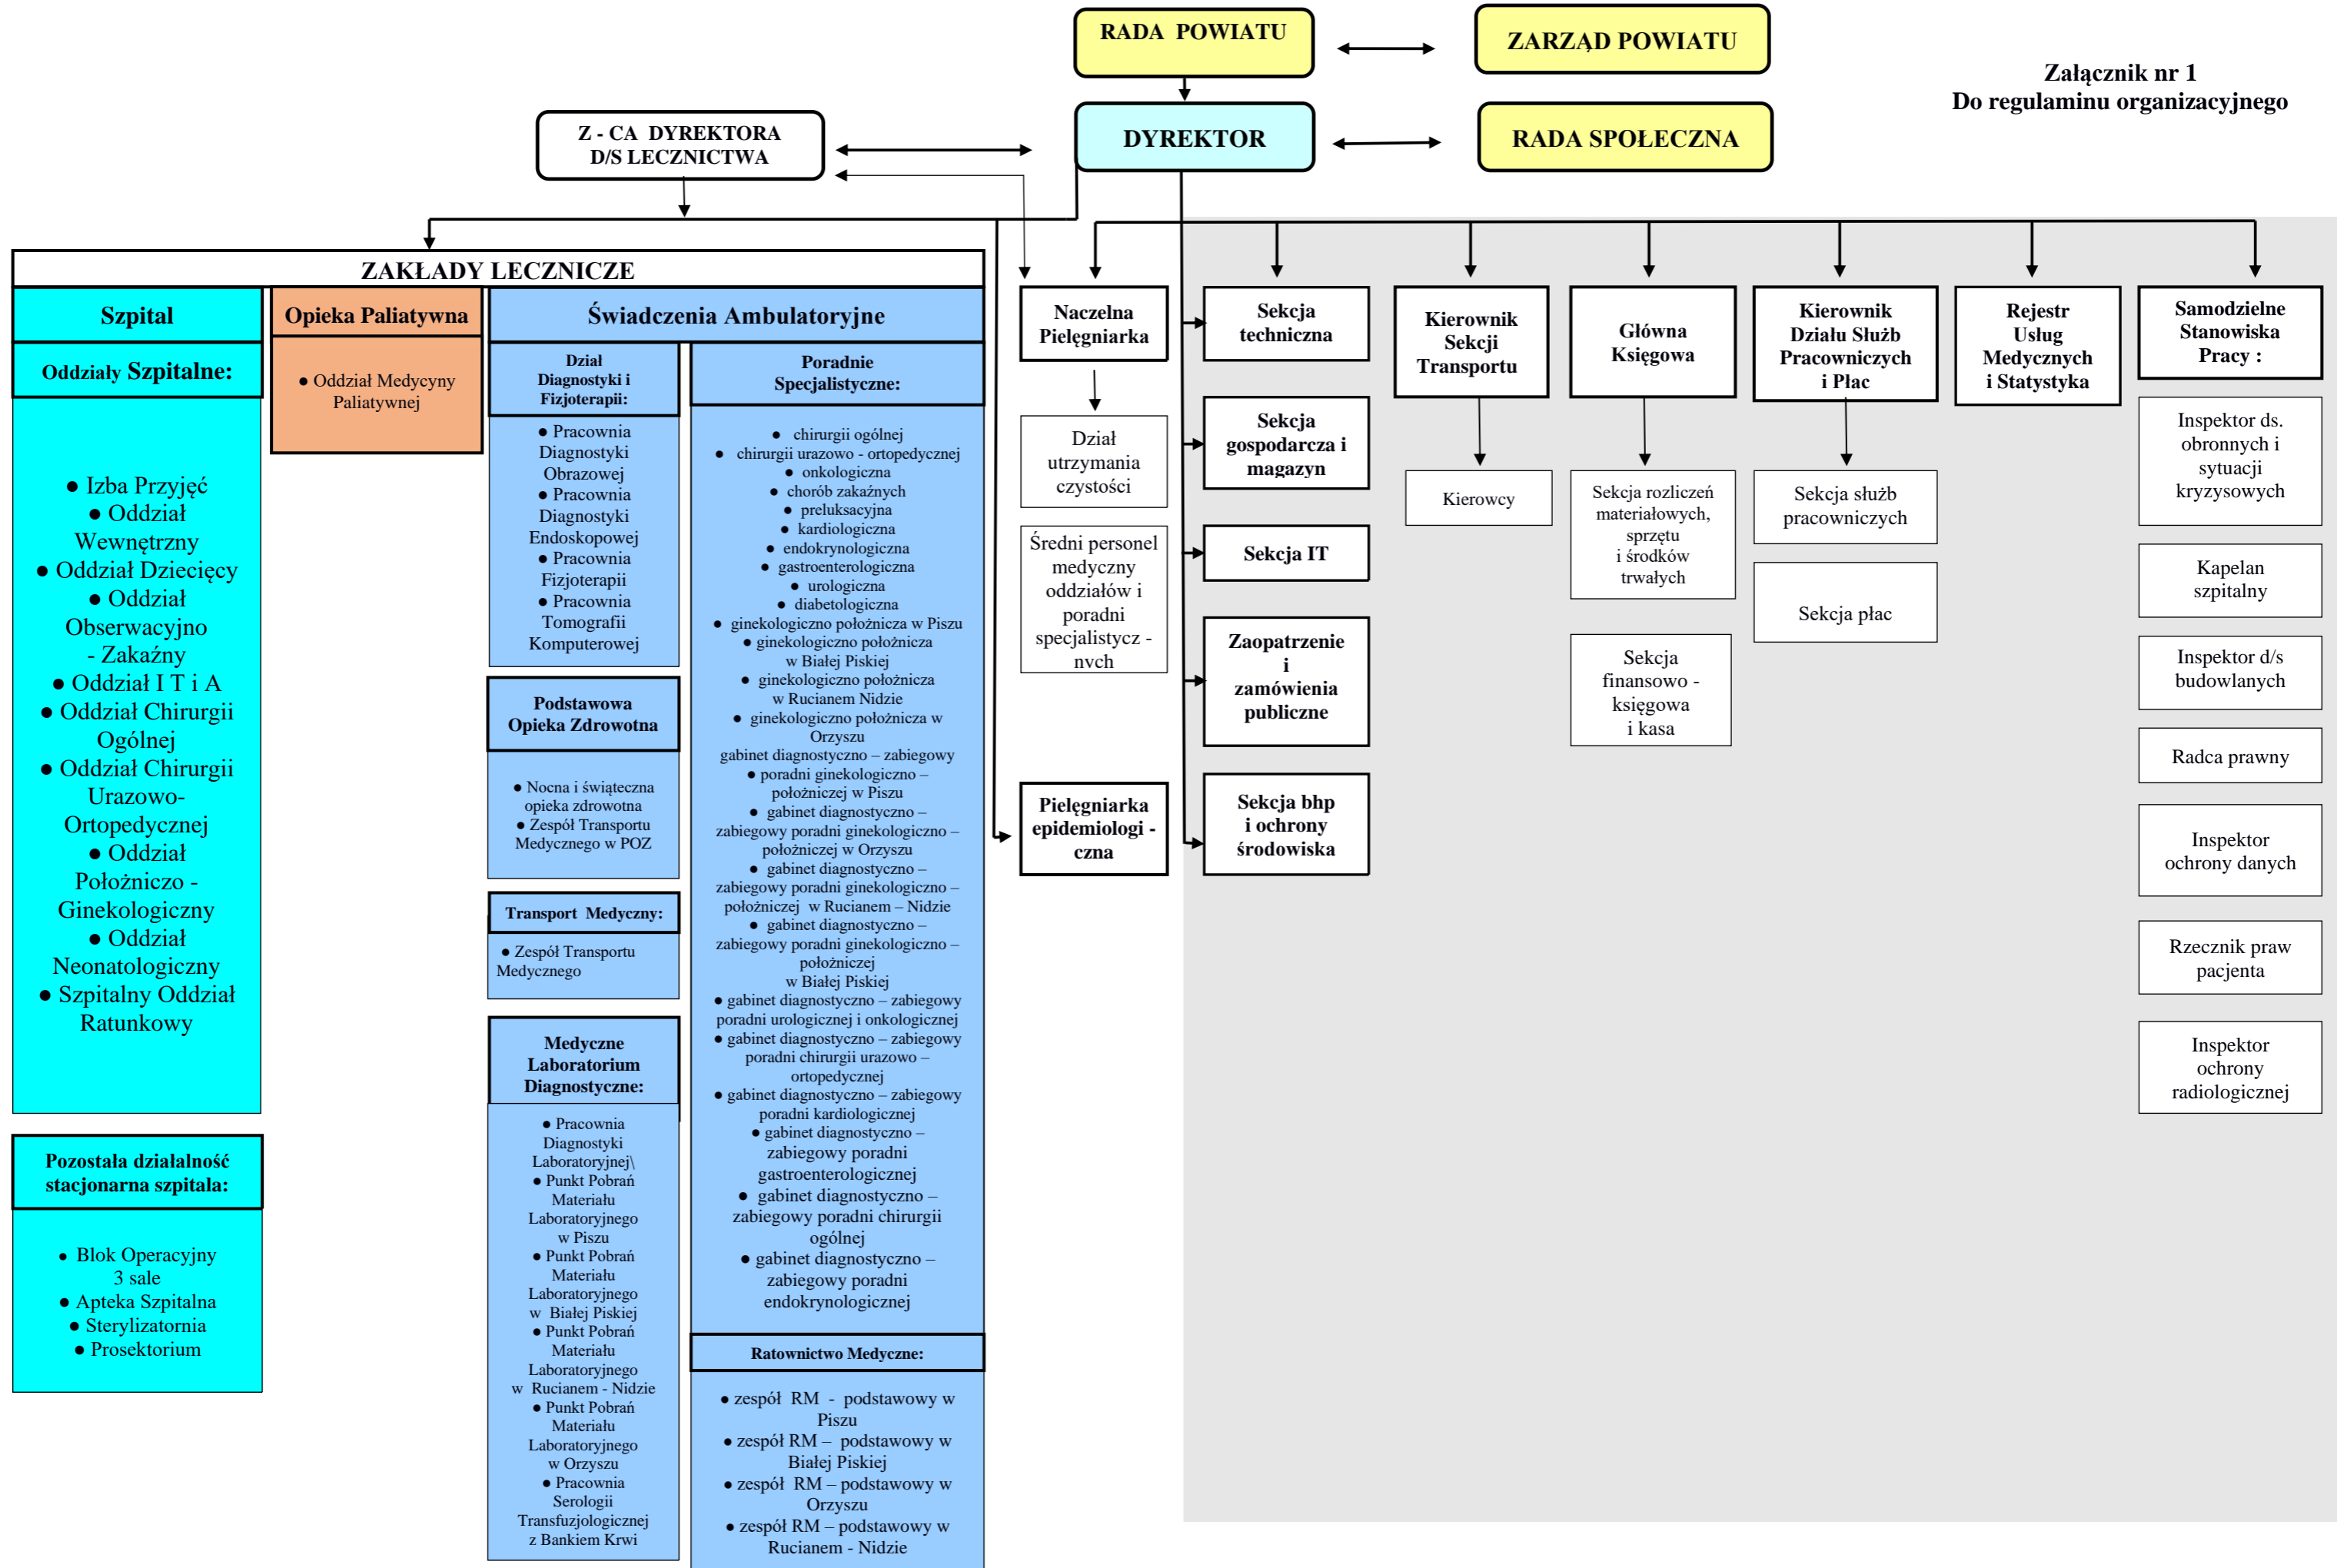 RADA POWIATU
ZARZĄD POWIATU
Załącznik nr 1
Do regulaminu organizacyjnego
Z - CA DYREKTORA
D/S LECZNICTWA
DYREKTOR
RADA SPOŁECZNA
ZAKŁADY LECZNICZE
Szpital
Oddziały Szpitalne:
● Izba Przyjęć
● Oddział
Wewnętrzny
● Oddział Dziecięcy
● Oddział
Obserwacyjno
- Zakaźny
● Oddział I T i A
● Oddział Chirurgii
Ogólnej
● Oddział Chirurgii
Urazowo-
Ortopedycznej
● Oddział
Położniczo -
Ginekologiczny
● Oddział
Neonatologiczny
● Szpitalny Oddział
Ratunkowy
Pozostała działalność
stacjonarna szpitala:
● Blok Operacyjny
3 sale
● Apteka Szpitalna
● Sterylizatornia
● Prosektorium
Opieka Paliatywna
● Oddział Medycyny
Paliatywnej
Świadczenia Ambulatoryjne
Dział
Diagnostyki i
Fizjoterapii:
● Pracownia
Diagnostyki
Obrazowej
● Pracownia
Diagnostyki
Endoskopowej
● Pracownia
Fizjoterapii
● Pracownia
Tomografii
Komputerowej
Podstawowa
Opieka Zdrowotna
● Nocna i świąteczna
opieka zdrowotna
● Zespół Transportu
Medycznego w POZ
Transport Medyczny:
● Zespół Transportu
Medycznego
Medyczne
Laboratorium
Diagnostyczne:
● Pracownia
Diagnostyki
Laboratoryjnej\
● Punkt Pobrań
Materiału
Laboratoryjnego
w Piszu
● Punkt Pobrań
Materiału
Laboratoryjnego
w Białej Piskiej
● Punkt Pobrań
Materiału
Laboratoryjnego
w Rucianem - Nidzie
● Punkt Pobrań
Materiału
Laboratoryjnego
w Orzyszu
● Pracownia
Serologii
Transfuzjologicznej
z Bankiem Krwi
Poradnie
Specjalistyczne:
● chirurgii ogólnej
● chirurgii urazowo - ortopedycznej
● onkologiczna
● chorób zakaźnych
● preluksacyjna
● kardiologiczna
● endokrynologiczna
● gastroenterologiczna
● urologiczna
● diabetologiczna
● ginekologiczno położnicza w Piszu
● ginekologiczno położnicza
w Białej Piskiej
● ginekologiczno położnicza
w Rucianem Nidzie
● ginekologiczno położnicza w
Orzyszu
gabinet diagnostyczno – zabiegowy
● poradni ginekologiczno –
położniczej w Piszu
● gabinet diagnostyczno –
zabiegowy poradni ginekologiczno –
położniczej w Orzyszu
● gabinet diagnostyczno –
zabiegowy poradni ginekologiczno –
położniczej w Rucianem – Nidzie
● gabinet diagnostyczno –
zabiegowy poradni ginekologiczno –
położniczej
w Białej Piskiej
● gabinet diagnostyczno – zabiegowy
poradni urologicznej i onkologicznej
● gabinet diagnostyczno – zabiegowy
poradni chirurgii urazowo –
ortopedycznej
● gabinet diagnostyczno – zabiegowy
poradni kardiologicznej
● gabinet diagnostyczno –
zabiegowy poradni
gastroenterologicznej
● gabinet diagnostyczno –
zabiegowy poradni chirurgii
ogólnej
● gabinet diagnostyczno –
zabiegowy poradni
endokrynologicznej
Ratownictwo Medyczne:
● zespół RM - podstawowy w
Piszu
● zespół RM – podstawowy w
Białej Piskiej
● zespół RM – podstawowy w
Orzyszu
● zespół RM – podstawowy w
Rucianem - Nidzie
Naczelna
Pielęgniarka
Dział
utrzymania
czystości
Średni personel
medyczny
oddziałów i
poradni
specjalistycz -
nych
Pielęgniarka
epidemiologi -
czna
Sekcja
techniczna
Sekcja
gospodarcza i
magazyn
Sekcja IT
Zaopatrzenie
i
zamówienia
publiczne
Sekcja bhp
i ochrony
środowiska
Kierownik
Sekcji
Transportu
Kierowcy
Główna
Księgowa
Sekcja rozliczeń
materiałowych,
sprzętu
i środków
trwałych
Sekcja
finansowo -
księgowa
i kasa
Kierownik
Działu Służb
Pracowniczych
i Płac
Sekcja służb
pracowniczych
Sekcja płac
Rejestr
Usług
Medycznych
i Statystyka
Samodzielne
Stanowiska
Pracy :
Inspektor ds.
obronnych i
sytuacji
kryzysowych
Kapelan
szpitalny
Inspektor d/s
budowlanych
Radca prawny
Inspektor
ochrony danych
Rzecznik praw
pacjenta
Inspektor
ochrony
radiologicznej